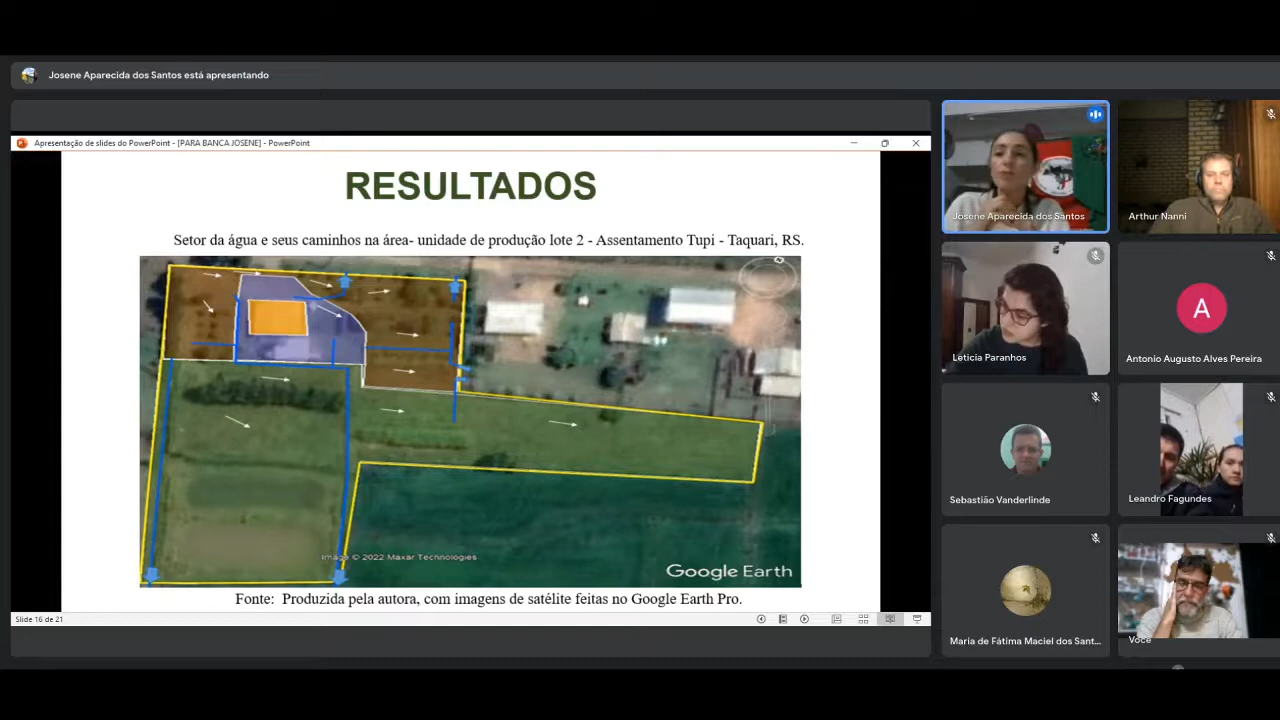 Josene Aparecida dos Santos está apresentando
Apresentação de slides do PowerPoint - [PARA BANCA JOSENE] - PowerPoint
RESULTADOS
Setor da água e seus caminhos na área- unidade de produção lote 2 - Assentamento Tupi - Taquari, RS.
Image © 2022 Maxar Technologies
Google Earth
Fonte: Produzida pela autora, com imagens de satélite feitas no Google Earth Pro.
Slide 16 de 21
Josene Aparecida dos Santos
Arthur Nanni
Leticia Paranhos
A
Antonio Augusto Alves Pereira
Sebastião Vanderlinde
Leandro Fagundes
Maria de Fátima Maciel dos Sant...
Você